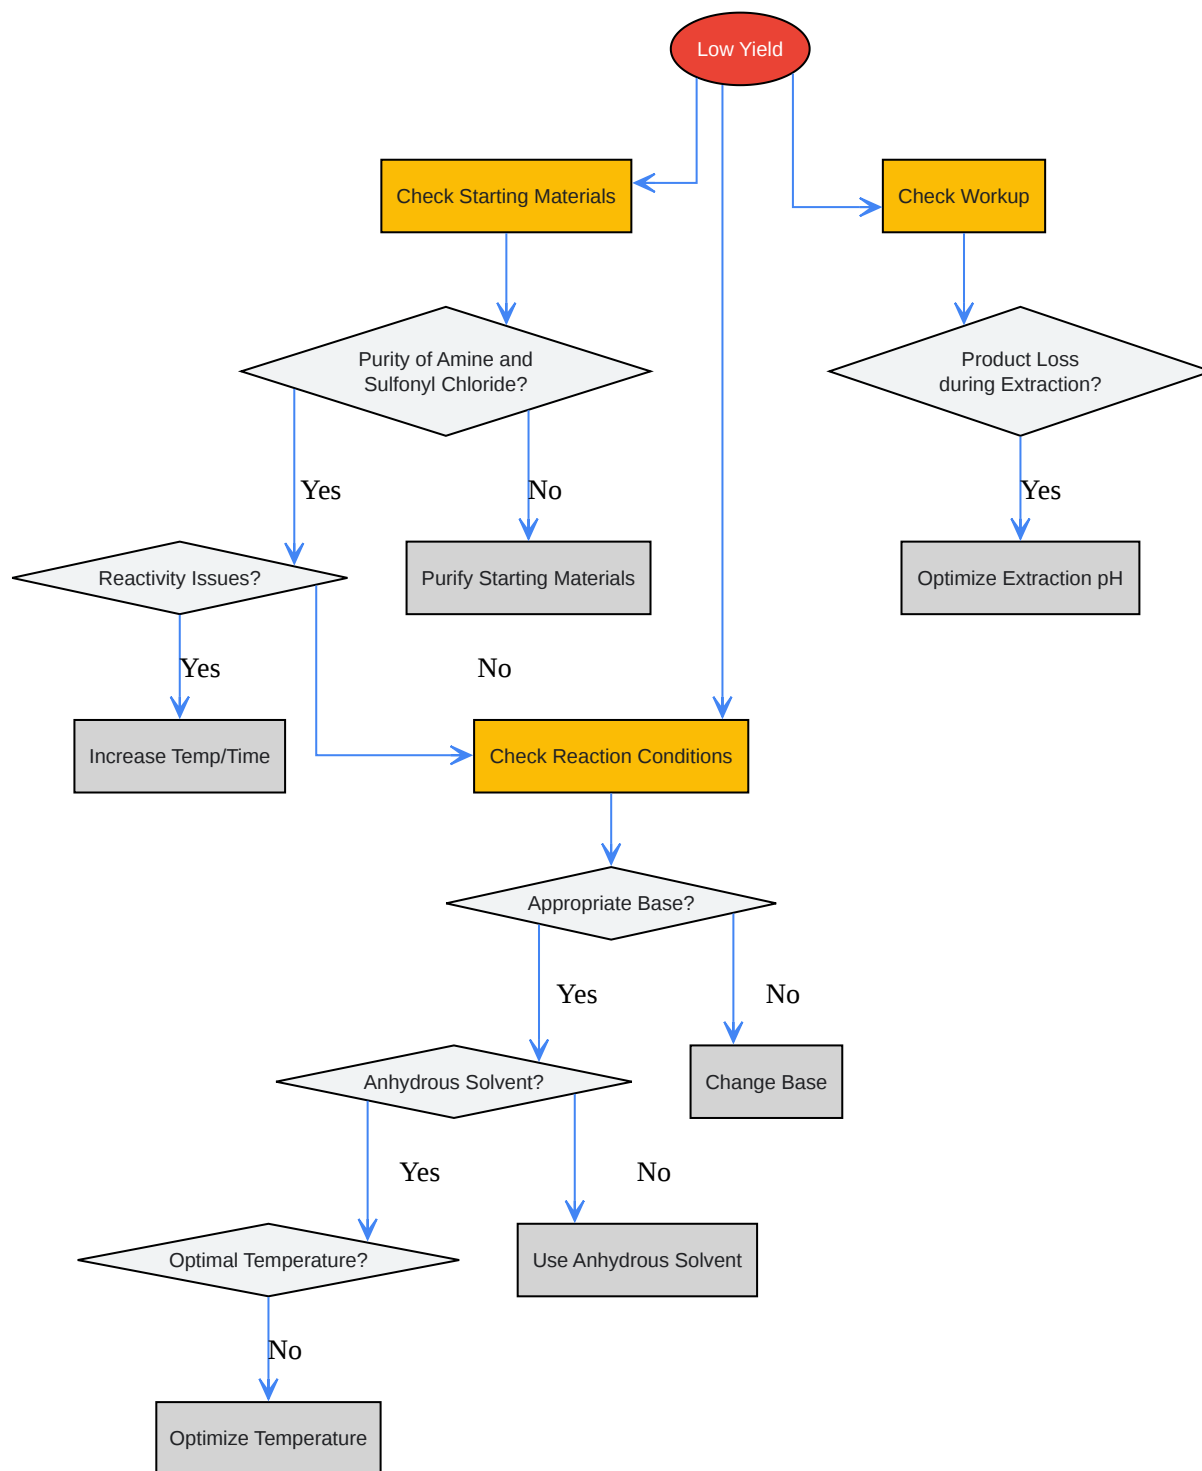 Low Yield
Check Starting Materials
Check Workup
Purity of Amine and
Sulfonyl Chloride?
Product Loss
during Extraction?
Yes
No
Yes
Reactivity Issues?
Purify Starting Materials
Optimize Extraction pH
Yes
No
Increase Temp/Time
Check Reaction Conditions
Appropriate Base?
Yes
No
Anhydrous Solvent?
Change Base
Yes
No
Optimal Temperature?
Use Anhydrous Solvent
No
Optimize Temperature